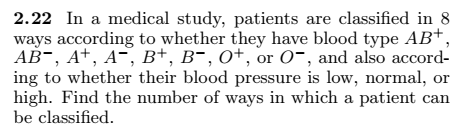 2.22 In a medical study, patients are classified in 8
ways according to whether they have blood type AB⁺,
AB⁻, A⁺, A⁻, B⁺, B⁻, O⁺, or O⁻, and also accord-
ing to whether their blood pressure is low, normal, or
high. Find the number of ways in which a patient can
be classified.